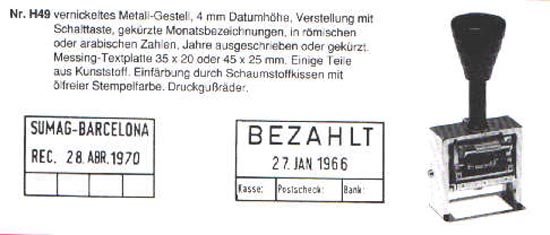 Nr. H49 vernickeltes Metall-Gestell, 4 mm Datumhöhe, Verstellung mit
Schalttaste, gekürzte Monatsbezeichnungen, in römischen
oder arabischen Zahlen, Jahre ausgeschrieben oder gekürzt.
Messing-Textplatte 35 x 20 oder 45 x 25 mm. Einige Teile
aus Kunststoff. Einfärbung durch Schaumstoffkissen mit
ölfreier Stempelfarbe. Druckgußräder.
SUMAG-BARCELONA
REC. 28. ABR. 1970
BEZAHLT
27. JAN 1966
Kasse: Postscheck: Bank: